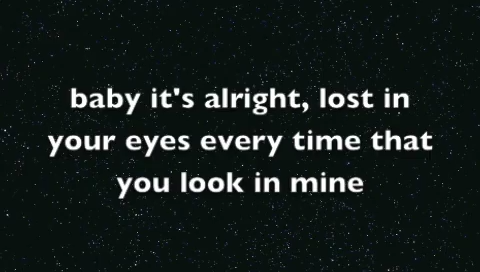 baby it's alright, lost in
your eyes every time that
you look in mine